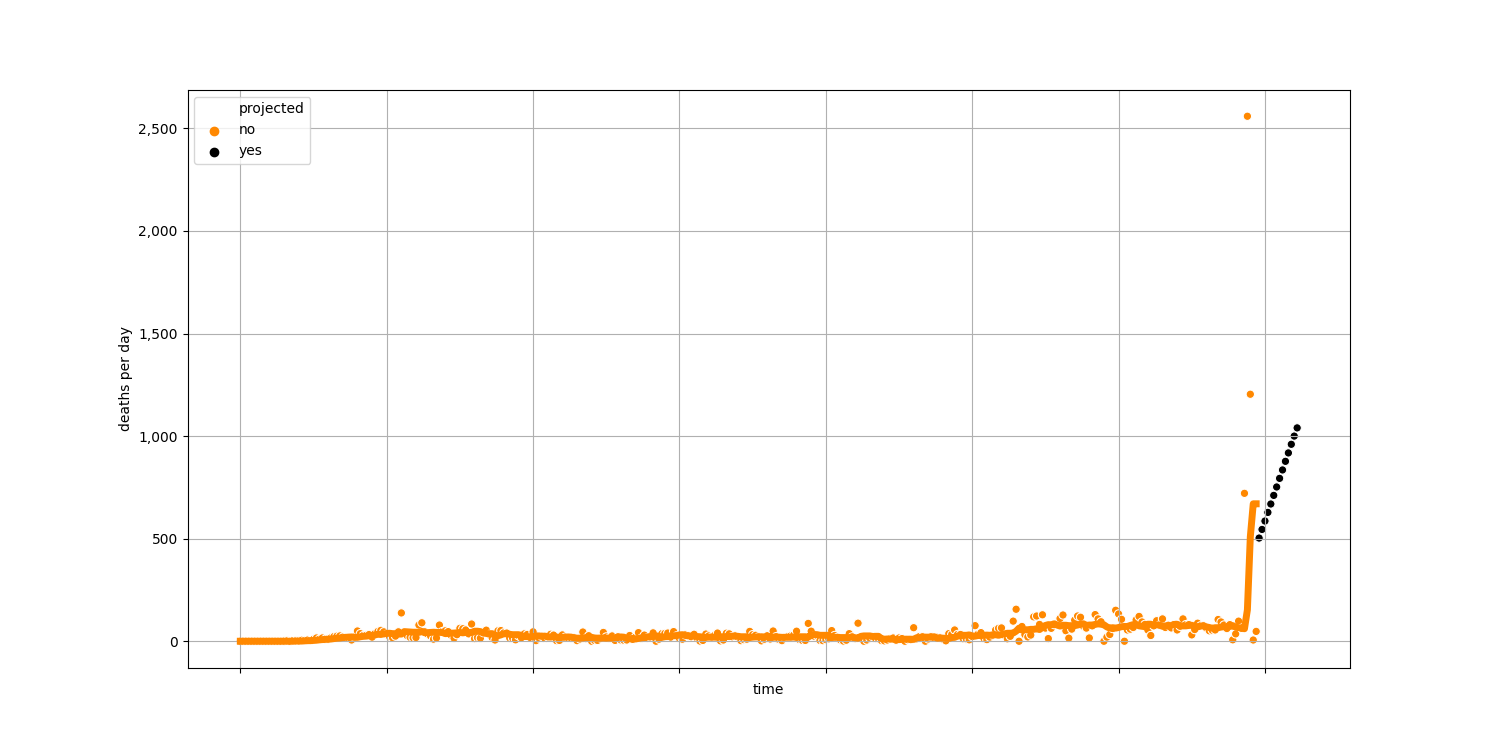 projected
no
yes
2,500
2,000
1,500
1,000
500
0
deaths per day
time